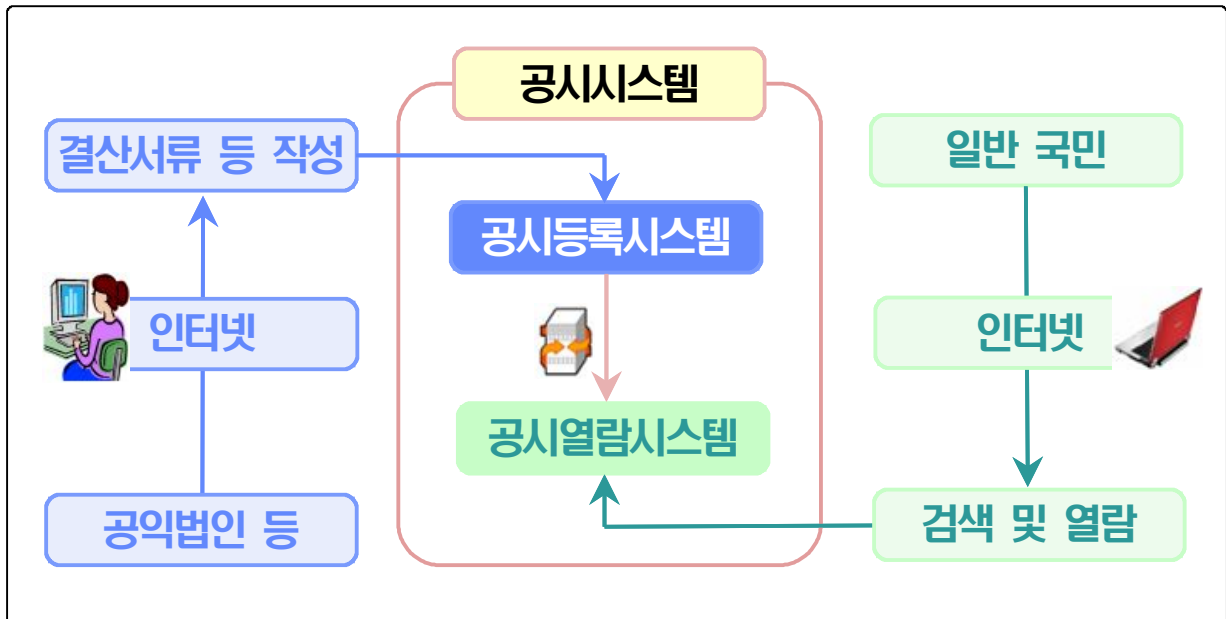 공시시스템
결산서류 등 작성
일반 국민
공시등록시스템
인터넷
인터넷
공시열람시스템
공익법인 등
검색 및 열람